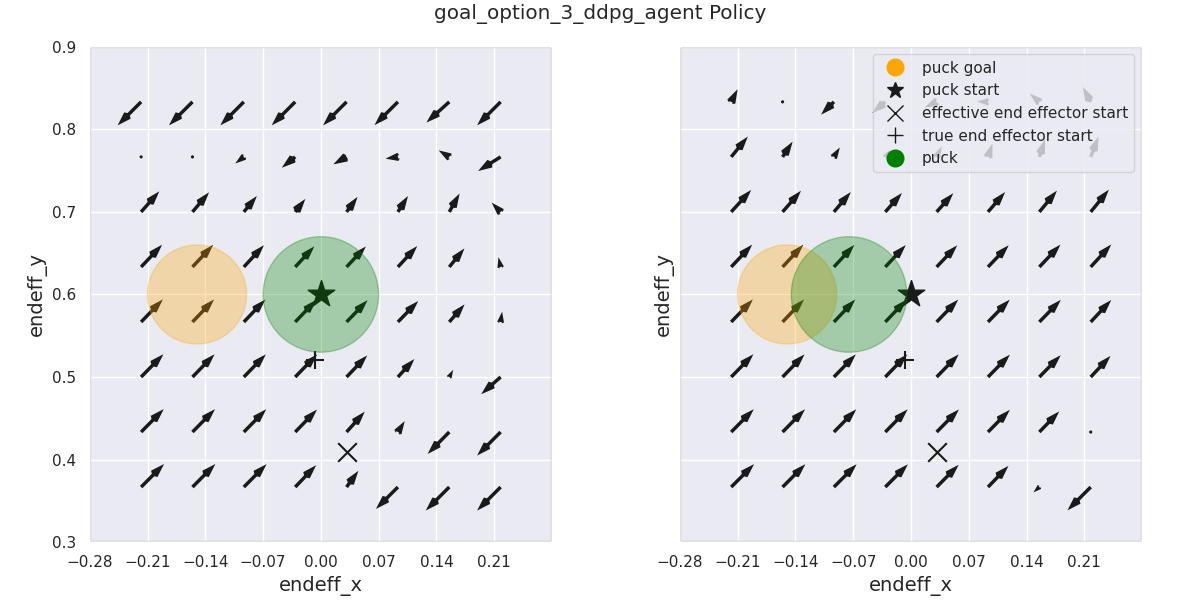 goal_option_3_ddpg_agent Policy
0.9
0.8
0.7
0.6
0.5
0.4
0.3
endeff_y
−0.28 −0.21 −0.14 −0.07 0.00 0.07 0.14 0.21
endeff_x
puck goal
puck start
effective end effector start
true end effector start
puck
endeff_y
−0.28 −0.21 −0.14 −0.07 0.00 0.07 0.14 0.21
endeff_x